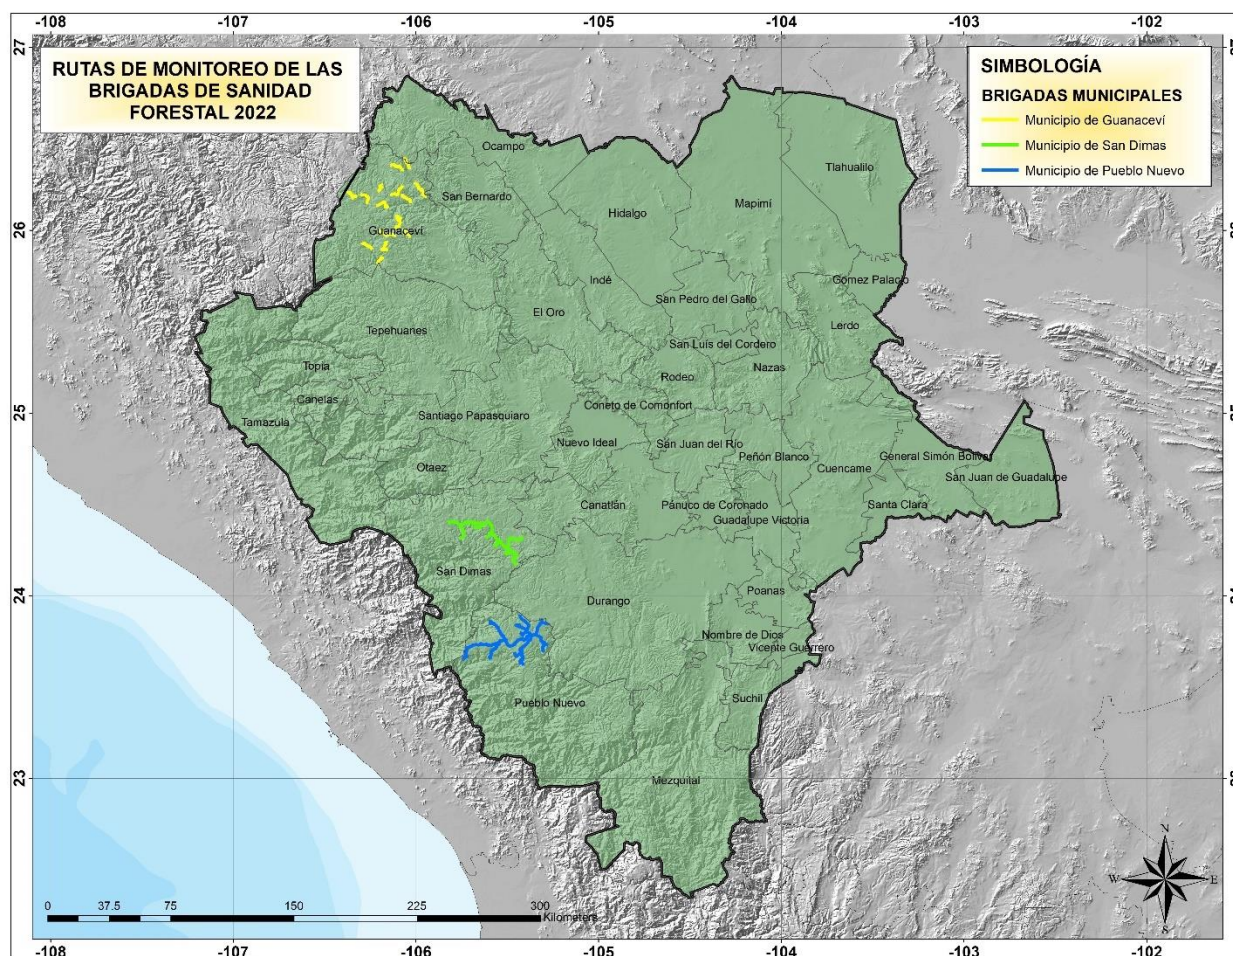 -108 -107 -106 -105 -104 -103 -102
RUTAS DE MONITOREO DE LAS
BRIGADAS DE SANIDAD
FORESTAL 2022
SIMBOLOGÍA
BRIGADAS MUNICIPALES
Municipio de Guanaceví
Municipio de San Dimas
Municipio de Pueblo Nuevo
27
Ocampo
Tlahualilo
San Bernardo
Mapimí
Hidalgo
26
Guanaceví
26
Indé
Gómez Palacio
San Pedro del Gallo
El Oro
Lerdo
Tepehuanes
San Luís del Cordero
Nazas
Topia
Rodeo
Canelas
Coneto de Comonfort
25
Santiago Papasquiaro
25
Tamazula
Nuevo Ideal
San Juan del Río
Peñón Blanco
General Simón Bolívar
Otaez
Cuencame
San Juan de Guadalupe
Canatlán
Pánuco de Coronado
Santa Clara
Guadalupe Victoria
San Dimas
24
Poanas
Durango
24
Nombre de Dios
Vicente Guerrero
Suchil
Pueblo Nuevo
23
Mezquital
23
N
W
E
S
0 37.5 75 150 225 300
Kilometers
-108 -107 -106 -105 -104 -103 -102